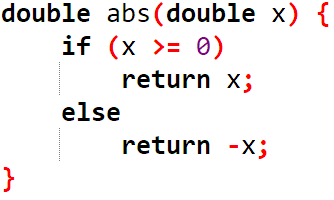 double abs(double x) {
    if (x >= 0)
        return x;
    else
        return -x;
}